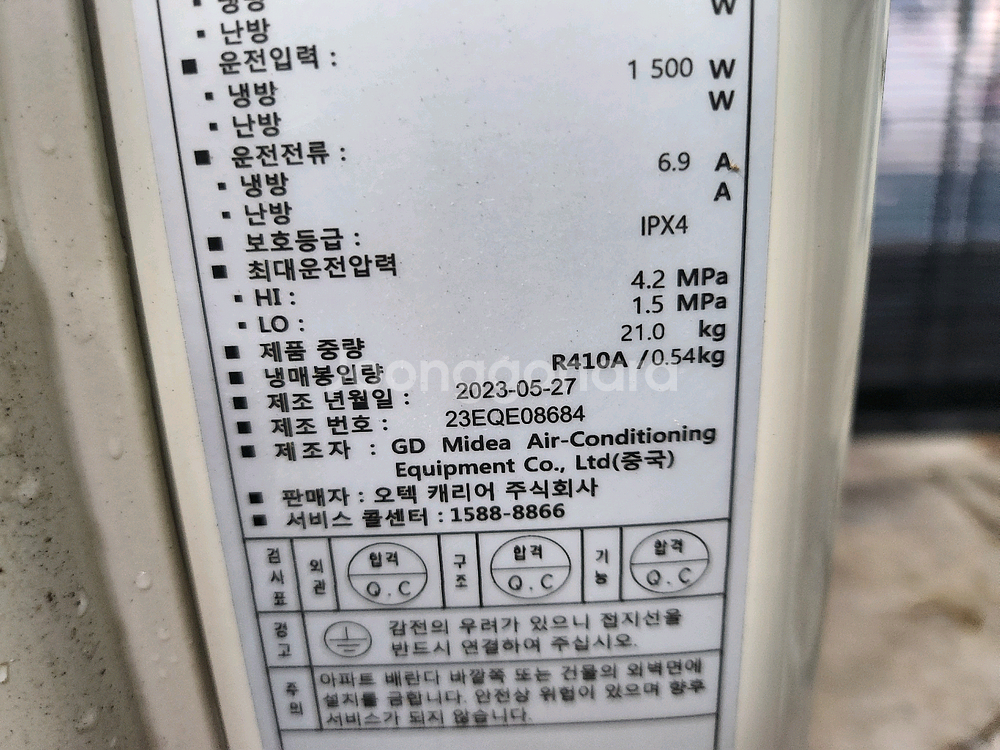 ▪ 냉방 W
▪ 난방
■ 운전입력 : 1 500 W
▪ 냉방 W
▪ 난방
■ 운전전류 : 6.9 A
▪ 냉방 A
▪ 난방
■ 보호등급 : IPX4
■ 최대운전압력
▪ HI : 4.2 MPa
▪ LO : 1.5 MPa
■ 제품 중량 21.0 kg
■ 냉매봉입량 R410A /0.54kg
■ 제조 년월일 : 2023-05-27
■ 제조 번호 : 23EQE08684
■ 제조자 : GD Midea Air-Conditioning
Equipment Co., Ltd(중국)
■ 판매자 : 오텍 캐리어 주식회사
■ 서비스 콜센터 : 1588-8866
검사표 외관 합격 Q.C 구조 합격 Q.C 기능 합격 Q.C
경고 감전의 우려가 있으니 접지선을
반드시 연결하여 주십시오.
주의 아파트 베란다 바깥쪽 또는 건물의 외벽면에
설치를 금합니다. 안전상 위험이 있으며 향후
서비스가 되지 않습니다.